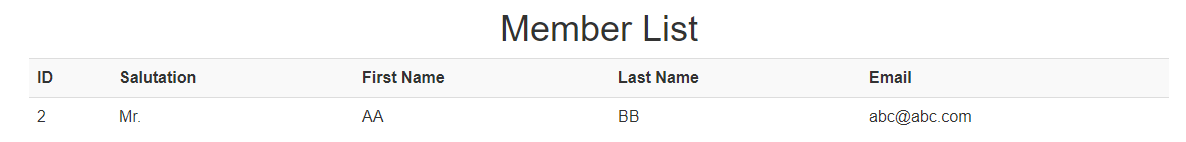 Member List
ID Salutation First Name Last Name Email
2 Mr. AA BB abc@abc.com